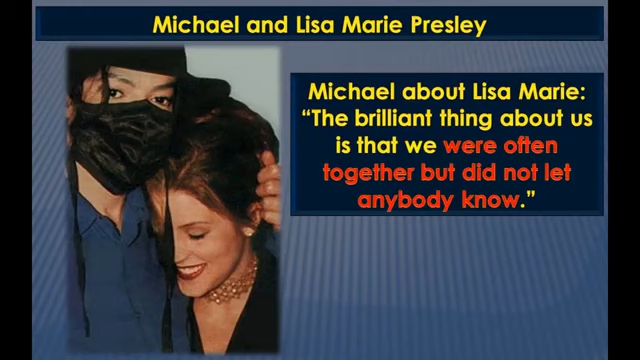 Michael and Lisa Marie Presley
Michael about Lisa Marie:
“The brilliant thing about us
is that we were often
together but did not let
anybody know.”